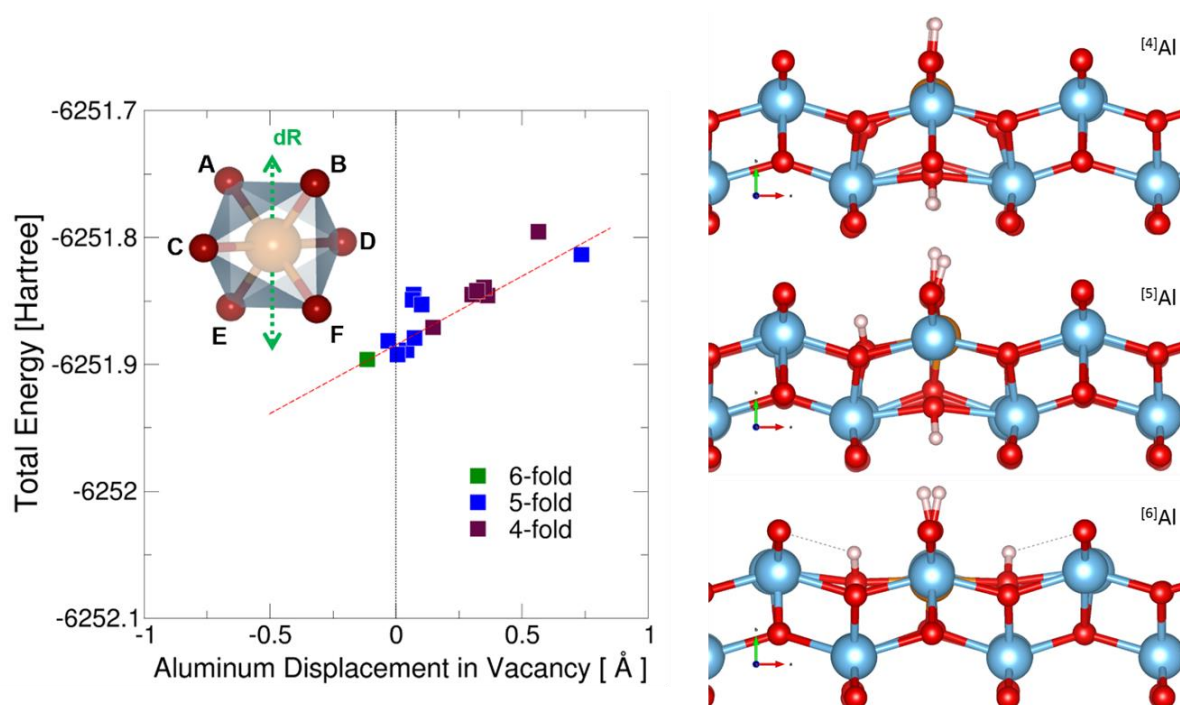 Total Energy [Hartree]
-6251.7
-6251.8
-6251.9
-6252
-6252.1
dR
A
B
C
D
E
F
6-fold
5-fold
4-fold
-1
-0.5
0
0.5
1
Aluminum Displacement in Vacancy [ Å ]
[4]Al
[5]Al
[6]Al